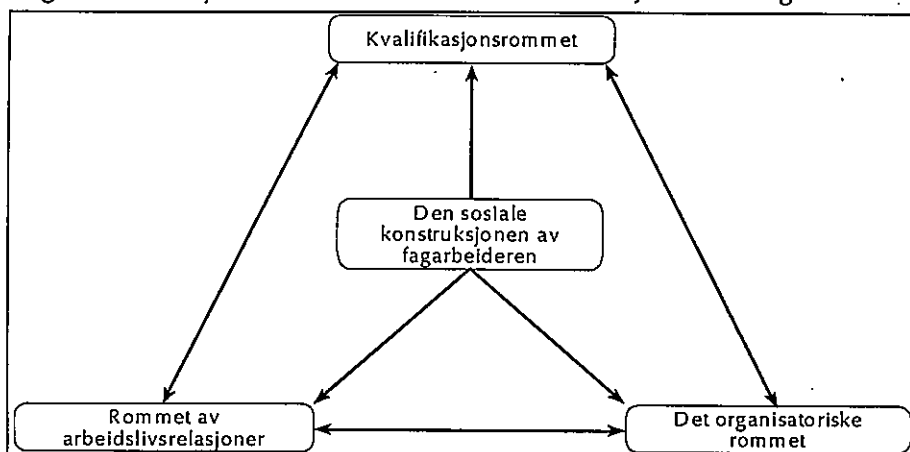 Kvalifikasjonsrommet
Den sosiale
konstruksjonen av
fagarbeideren
Rommet av
arbeidslivsrelasjoner
Det organisatoriske
rommet